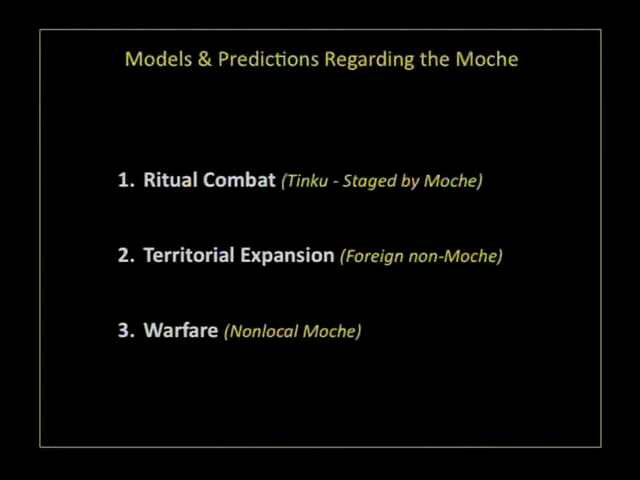 Models & Predictions Regarding the Moche
1. Ritual Combat (Tinku - Staged by Moche)
2. Territorial Expansion (Foreign non-Moche)
3. Warfare (Nonlocal Moche)